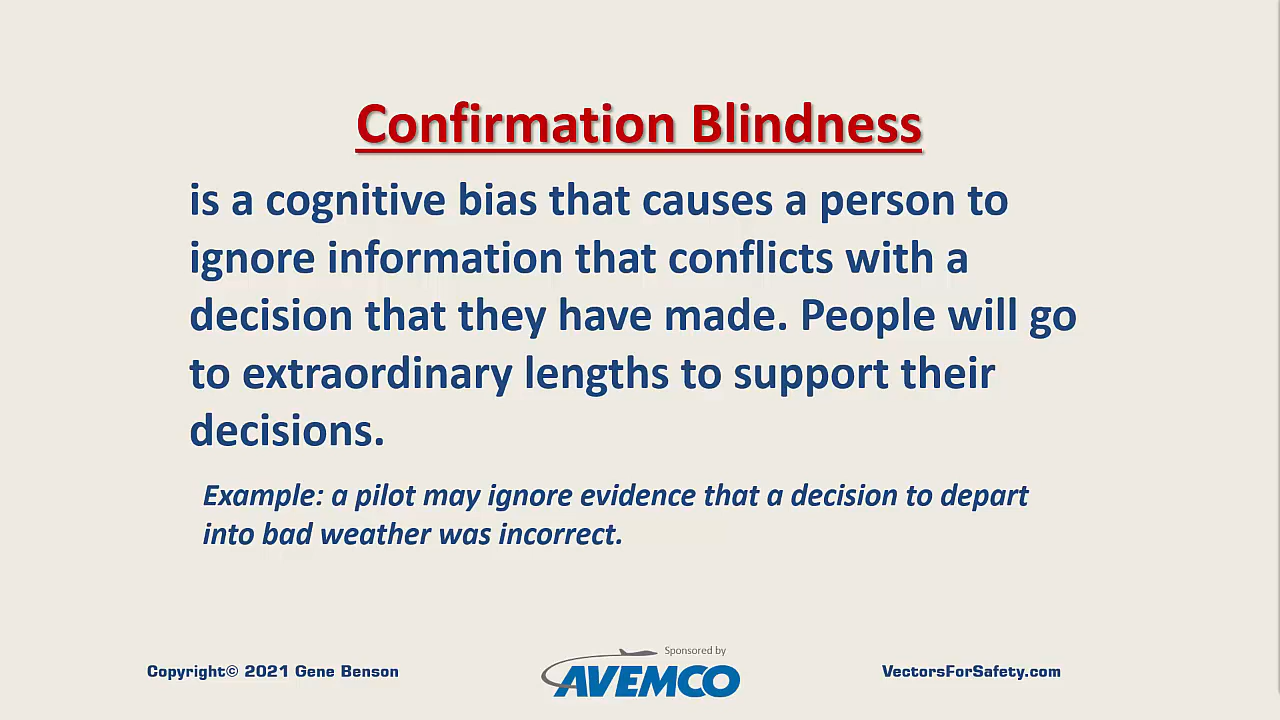 Confirmation Blindness
is a cognitive bias that causes a person to
ignore information that conflicts with a
decision that they have made. People will go
to extraordinary lengths to support their
decisions.
Example: a pilot may ignore evidence that a decision to depart
into bad weather was incorrect.
Sponsored by
AVEMCO
Copyright© 2021 Gene Benson
VectorsForSafety.com